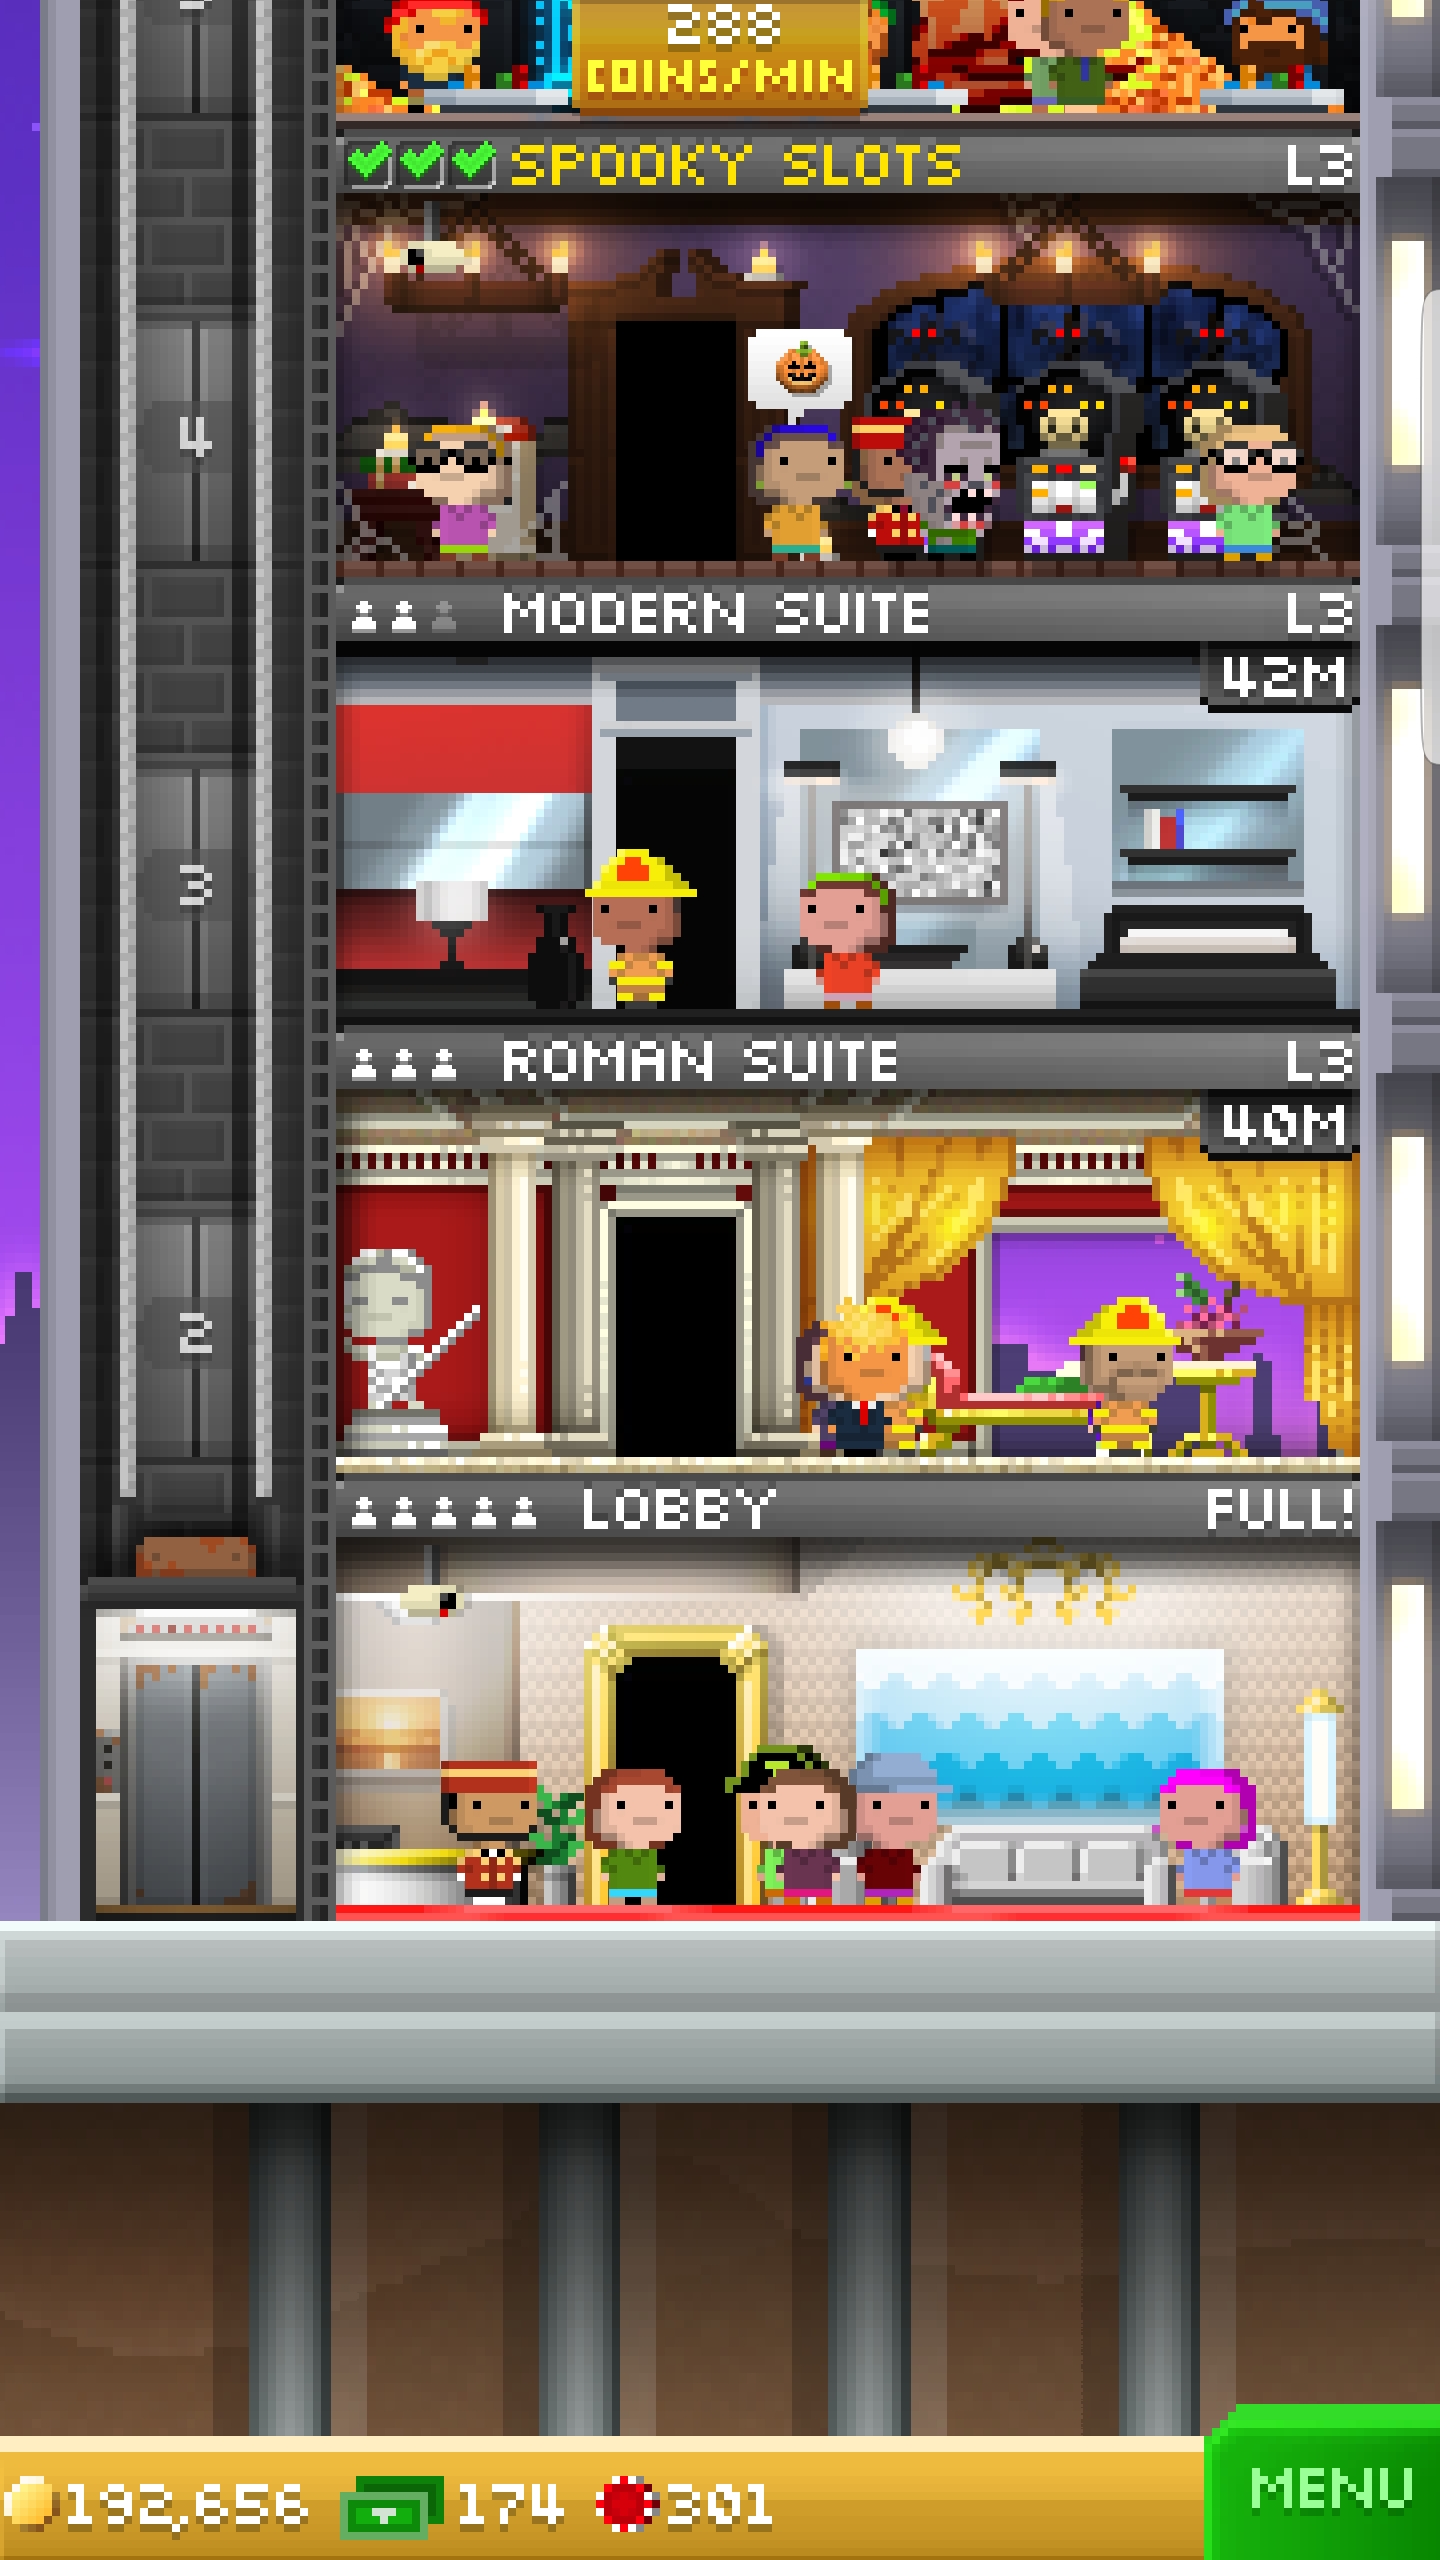 288
COINS/MIN
SPOOKY SLOTS L3
4
MODERN SUITE L3
42M
3
ROMAN SUITE L3
40M
2
LOBBY FULL!
192,656 174 301
MENU